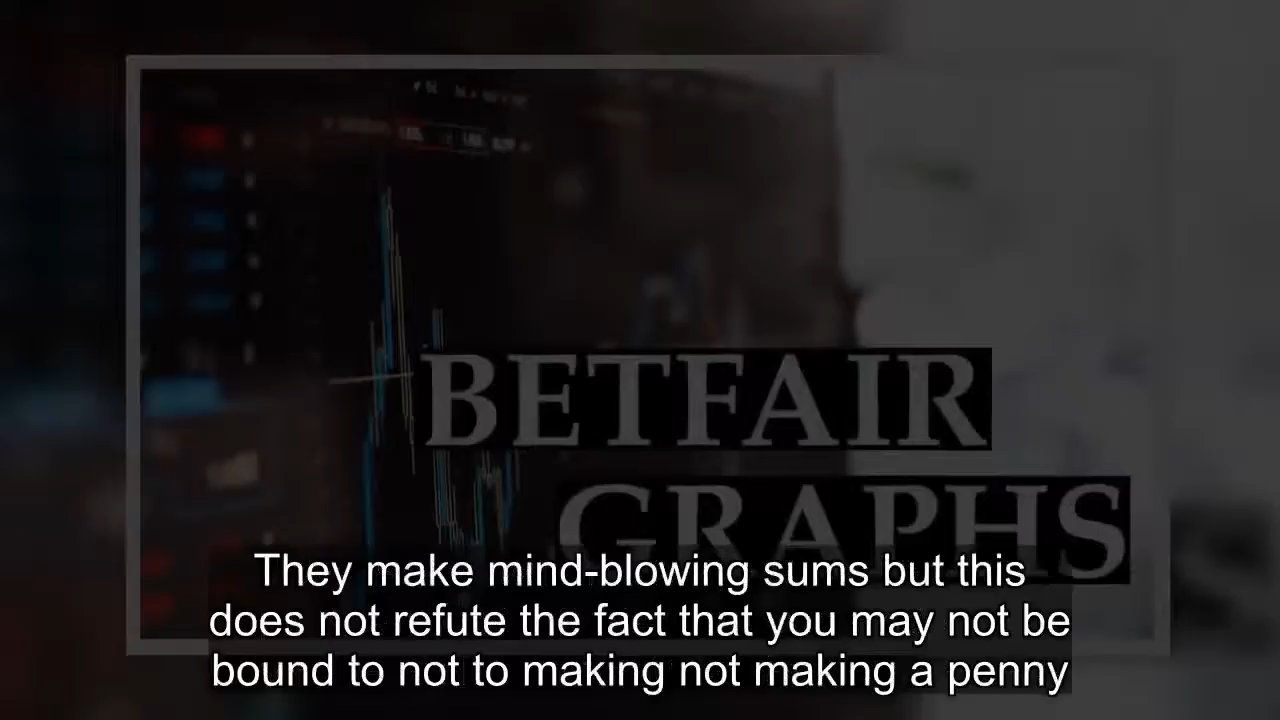 BETFAIR
GRAPHS
They make mind-blowing sums but this
does not refute the fact that you may not be
bound to not to making not making a penny